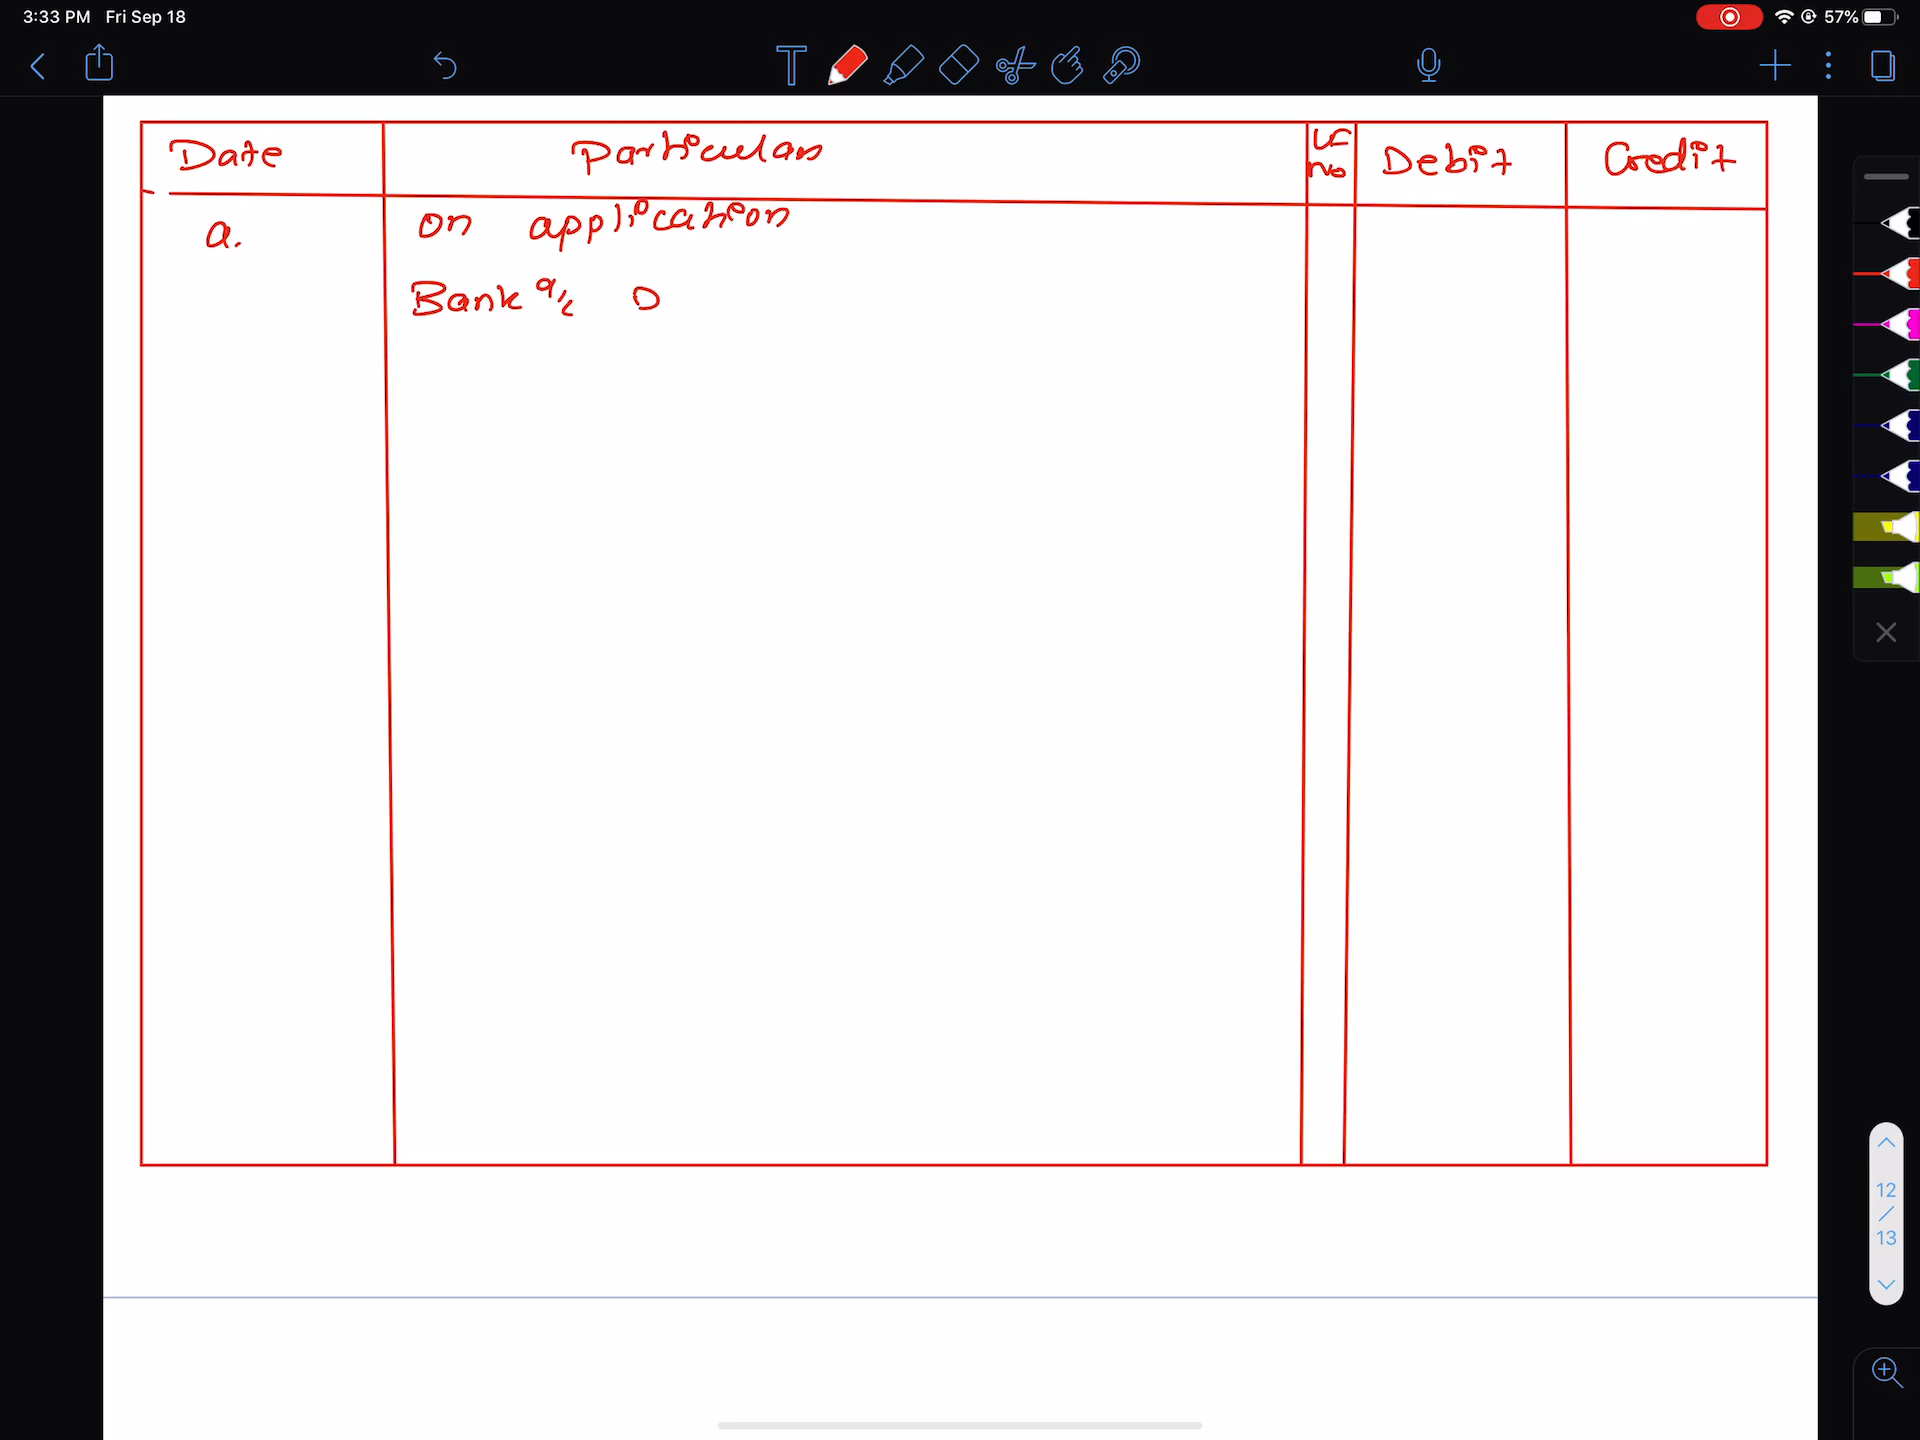 3:33 PM Fri Sep 18
57%
T
Date Particulars LF No Debit Credit
a. On application
Bank a/c D
12
/
13